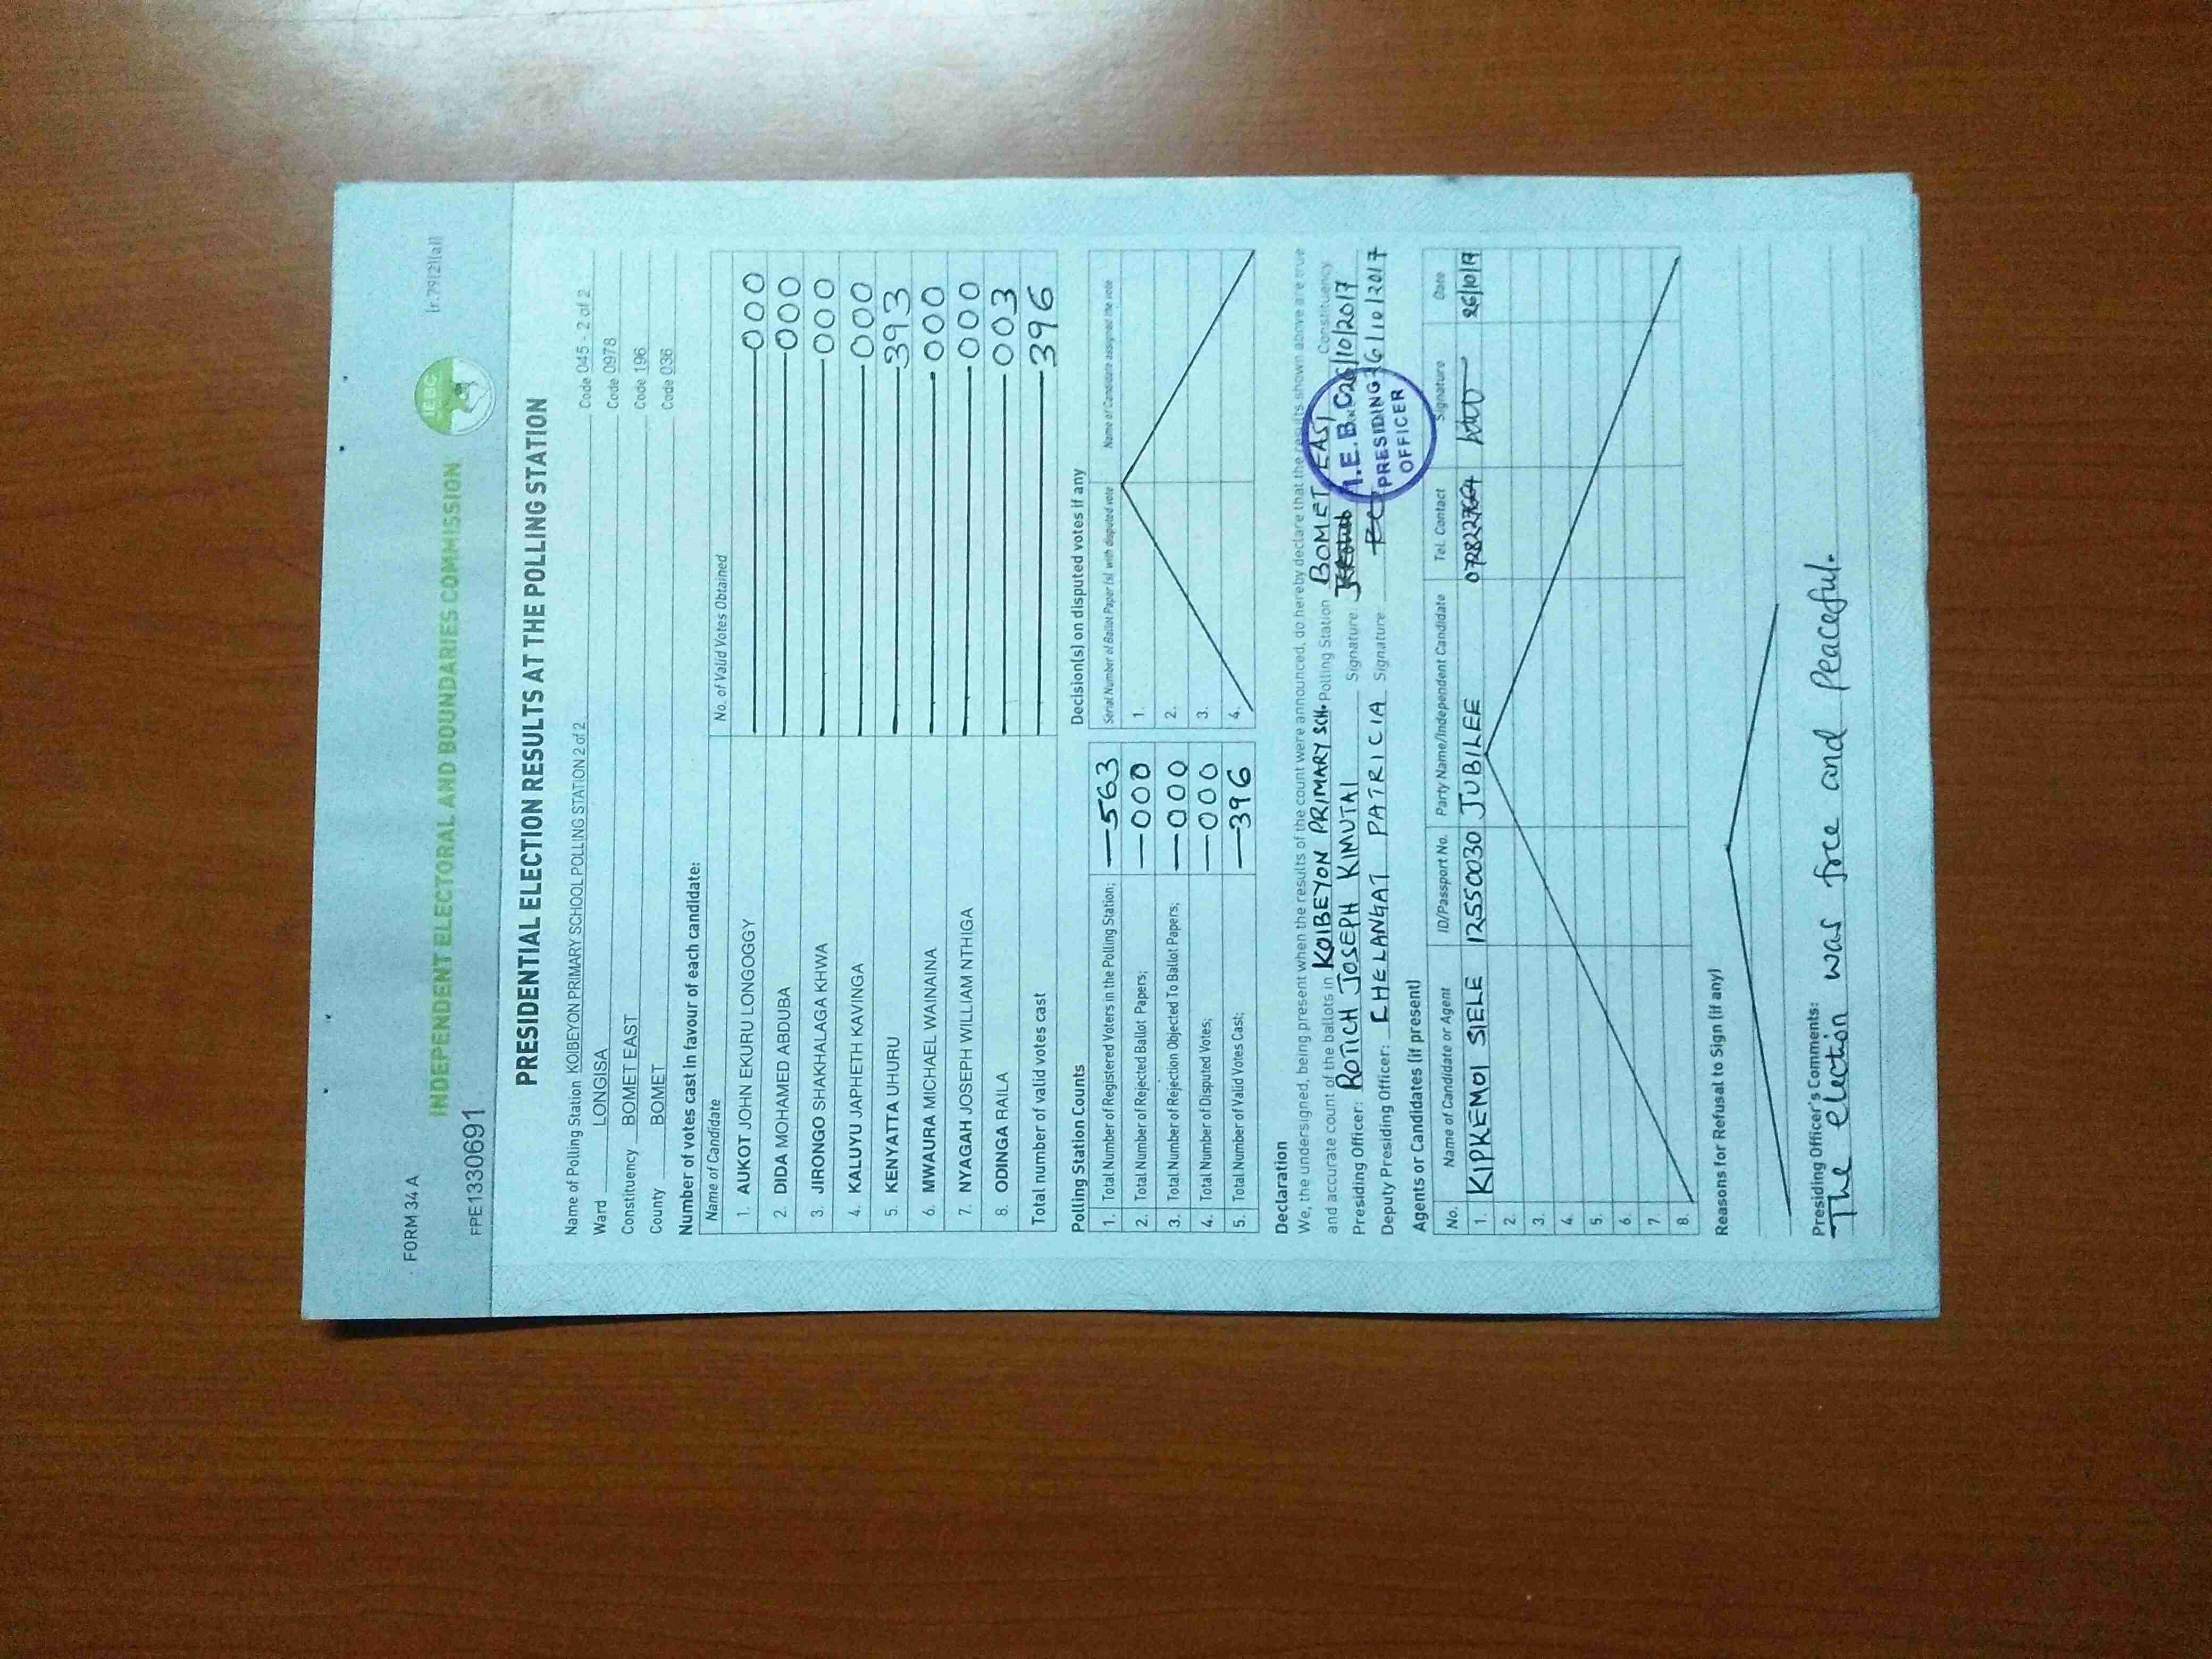 FORM 34 A
(r.79(2)(a))
INDEPENDENT ELECTORAL AND BOUNDARIES COMMISSION
IEBC
FPE1330691
PRESIDENTIAL ELECTION RESULTS AT THE POLLING STATION
Name of Polling Station KOIBEYON PRIMARY SCHOOL POLLING STATION 2 of 2 Code 045 - 2 of 2
Ward LONGISA Code 0978
Constituency BOMET EAST Code 196
County BOMET Code 036
Number of votes cast in favour of each candidate:
Name of Candidate No. of Valid Votes Obtained
1. AUKOT JOHN EKURU LONGOGGY 000
2. DIDA MOHAMED ABDUBA 000
3. JIRONGO SHAKHALAGA KHWA 000
4. KALUYU JAPHETH KAVINGA 000
5. KENYATTA UHURU 393
6. MWAURA MICHAEL WAINAINA 000
7. NYAGAH JOSEPH WILLIAM NTHIGA 000
8. ODINGA RAILA 003
Total number of valid votes cast 396
Polling Station Counts
1. Total Number of Registered Voters in the Polling Station; 563
2. Total Number of Rejected Ballot Papers; 000
3. Total Number of Rejection Objected To Ballot Papers; 000
4. Total Number of Disputed Votes; 000
5. Total Number of Valid Votes Cast; 396
Decision(s) on disputed votes if any
Serial Number of Ballot Paper (s) with disputed vote Name of Candidate assigned the vote
1.
2.
3.
4.
Declaration
We, the undersigned, being present when the results of the count were announced, do hereby declare that the results shown above are true
and accurate count of the ballots in KOIBEYON PRIMARY SCH. Polling Station BOMET EAST Constituency
Presiding Officer: ROTICH JOSEPH KIMUTAI Signature 26/10/2017
Deputy Presiding Officer: CHELANGAT PATRICIA Signature 26/10/2017
I.E.B.C
PRESIDING
OFFICER
Agents or Candidates (if present)
No. Name of Candidate or Agent ID/Passport No. Party Name/Independent Candidate Tel. Contact Signature Date
1. KIPKEMOI SIELE 12550030 JUBILEE 26/10/17
2.
3.
4.
5.
6.
7.
8.
Reasons for Refusal to Sign (if any)
Presiding Officer's Comments:
The election was free and Peaceful.